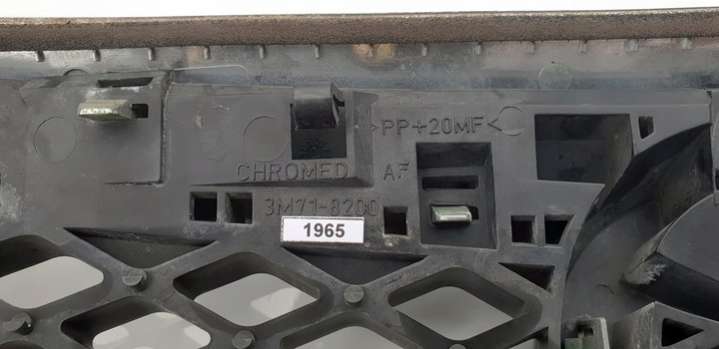 >PP+20MF<
CHROMED AF
3M71-8200
1965